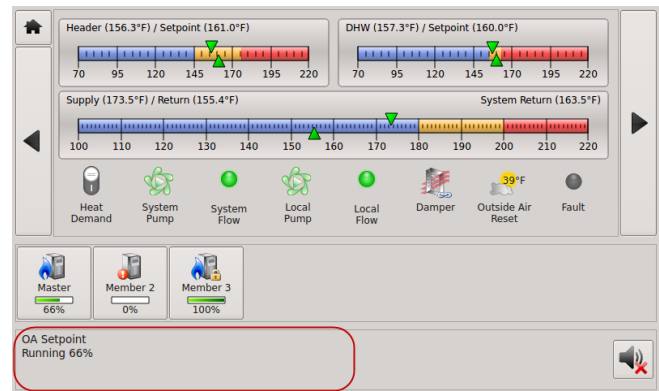 Header (156.3°F) / Setpoint (161.0°F)
70 95 120 145 170 195 220
DHW (157.3°F) / Setpoint (160.0°F)
70 95 120 145 170 195 220
Supply (173.5°F) / Return (155.4°F) System Return (163.5°F)
100 110 120 130 140 150 160 170 180 190 200 210 220
39°F
Heat
Demand
System
Pump
System
Flow
Local
Pump
Local
Flow
Damper
Outside Air
Reset
Fault
Master
66%
Member 2
0%
Member 3
100%
OA Setpoint
Running 66%